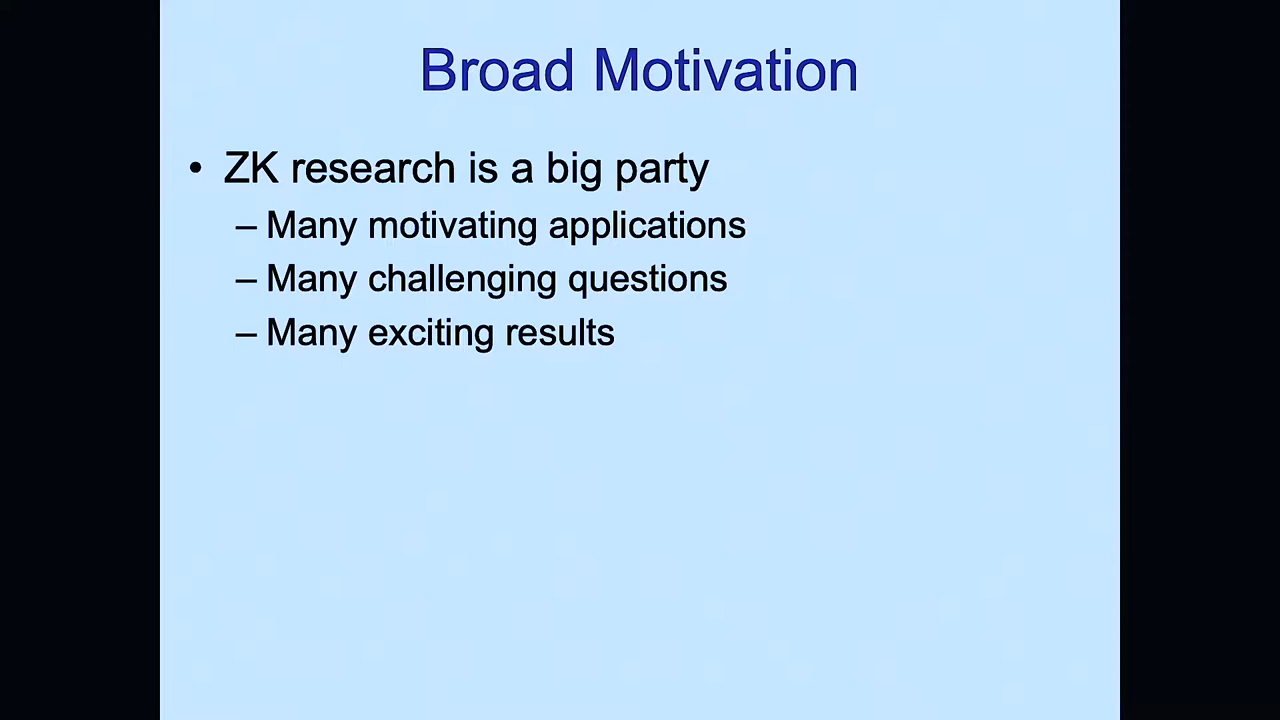 Broad Motivation
• ZK research is a big party
– Many motivating applications
– Many challenging questions
– Many exciting results